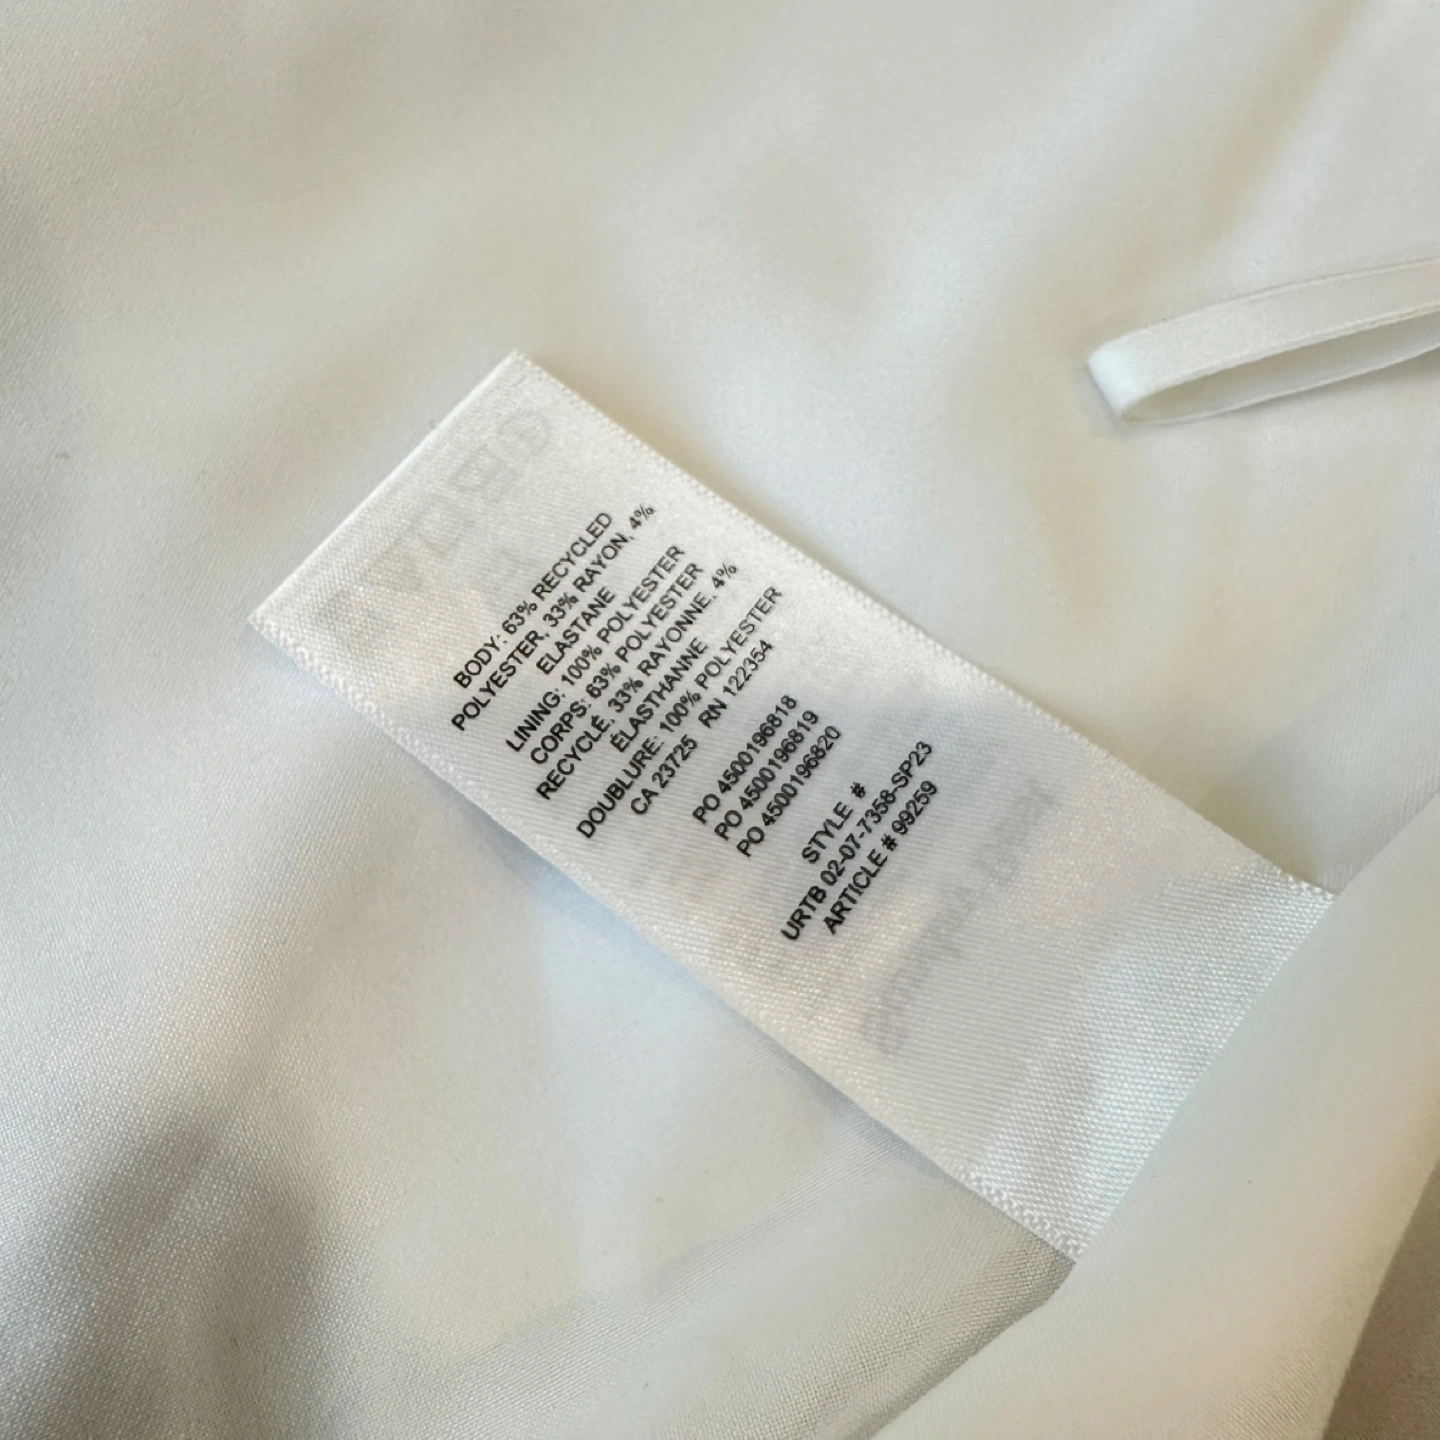 BODY: 63% RECYCLED
POLYESTER, 33% RAYON, 4%
ELASTANE
LINING: 100% POLYESTER
CORPS: 63% POLYESTER
RECYCLÉ, 33% RAYONNE, 4%
ÉLASTHANNE
DOUBLURE: 100% POLYESTER
CA 23725 RN 122354
PO 4500196818
PO 4500196819
PO 4500196820
STYLE #
URTB 02-07-7358-SP23
ARTICLE # 99259